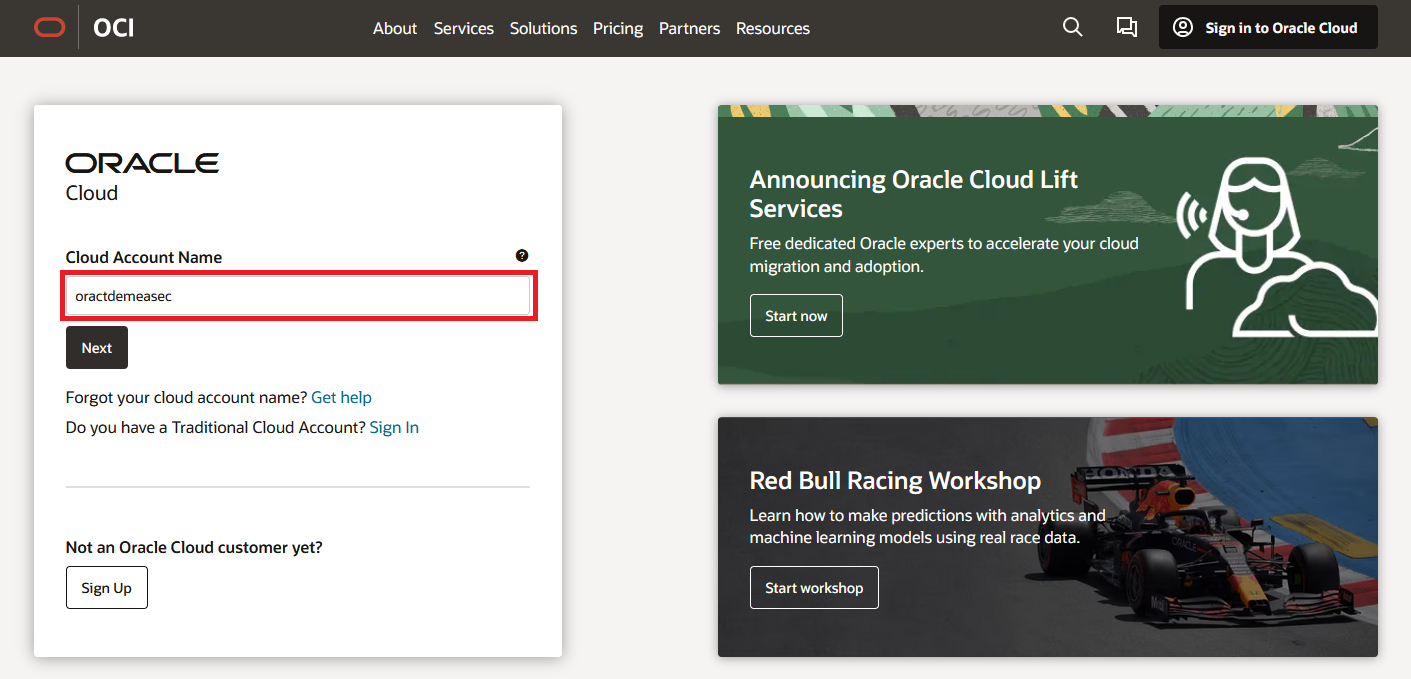 OCI
About Services Solutions Pricing Partners Resources
Sign in to Oracle Cloud
ORACLE
Cloud
Cloud Account Name
?
oractdemeasec
Next
Forgot your cloud account name? Get help
Do you have a Traditional Cloud Account? Sign In
Not an Oracle Cloud customer yet?
Sign Up
Announcing Oracle Cloud Lift
Services
Free dedicated Oracle experts to accelerate your cloud
migration and adoption.
Start now
Red Bull Racing Workshop
Learn how to make predictions with analytics and
machine learning models using real race data.
Start workshop
HONDA
ORACLE
Mobil